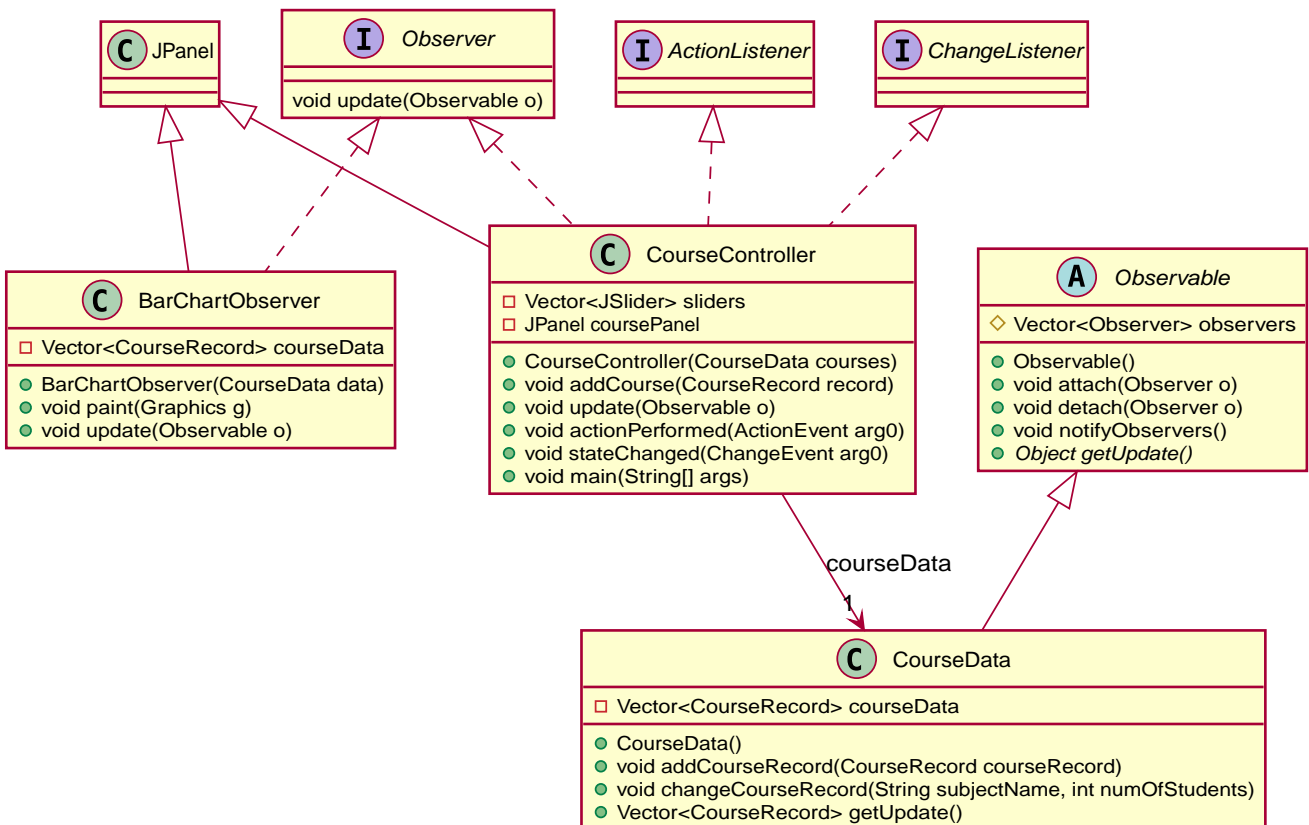 C JPanel
I Observer
void update(Observable o)
I ActionListener
I ChangeListener
C BarChartObserver
Vector<CourseRecord> courseData
BarChartObserver(CourseData data)
void paint(Graphics g)
void update(Observable o)
C CourseController
Vector<JSlider> sliders
JPanel coursePanel
CourseController(CourseData courses)
void addCourse(CourseRecord record)
void update(Observable o)
void actionPerformed(ActionEvent arg0)
void stateChanged(ChangeEvent arg0)
void main(String[] args)
A Observable
Vector<Observer> observers
Observable()
void attach(Observer o)
void detach(Observer o)
void notifyObservers()
Object getUpdate()
courseData
1
C CourseData
Vector<CourseRecord> courseData
CourseData()
void addCourseRecord(CourseRecord courseRecord)
void changeCourseRecord(String subjectName, int numOfStudents)
Vector<CourseRecord> getUpdate()